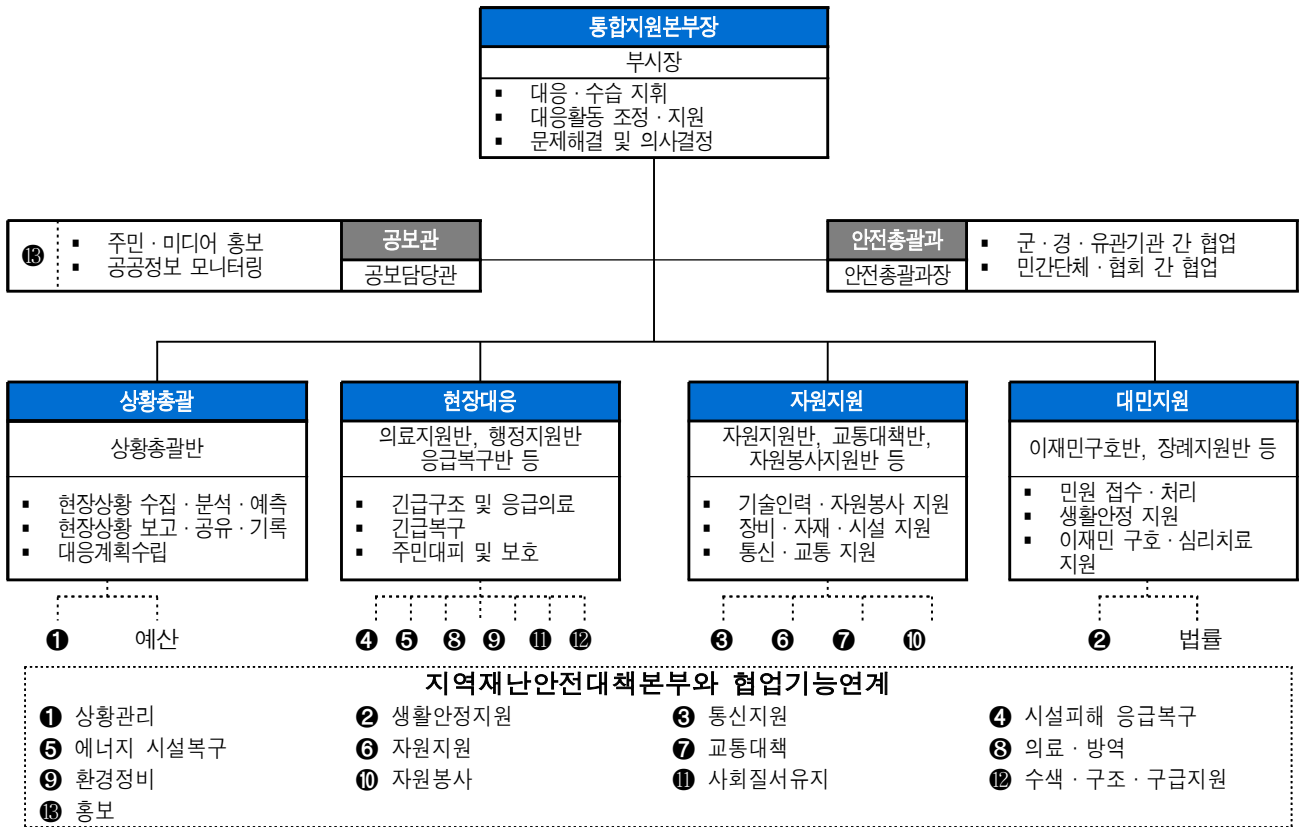 통합지원본부장
부시장
▪ 대응·수습 지휘
▪ 대응활동 조정·지원
▪ 문제해결 및 의사결정
⓭
▪ 주민·미디어 홍보
▪ 공공정보 모니터링
공보관
공보담당관
안전총괄과
안전총괄과장
▪ 군·경·유관기관 간 협업
▪ 민간단체·협회 간 협업
상황총괄
상황총괄반
▪ 현장상황 수집·분석·예측
▪ 현장상황 보고·공유·기록
▪ 대응계획수립
❶ 예산
현장대응
의료지원반, 행정지원반
응급복구반 등
▪ 긴급구조 및 응급의료
▪ 긴급복구
▪ 주민대피 및 보호
❹ ❺ ❽ ❾ ⓫ ⓬
자원지원
자원지원반, 교통대책반,
자원봉사지원반 등
▪ 기술인력·자원봉사 지원
▪ 장비·자재·시설 지원
▪ 통신·교통 지원
❸ ❻ ❼ ❿
대민지원
이재민구호반, 장례지원반 등
▪ 민원 접수·처리
▪ 생활안정 지원
▪ 이재민 구호·심리치료
지원
❷ 법률
지역재난안전대책본부와 협업기능연계
❶ 상황관리 ❷ 생활안정지원 ❸ 통신지원 ❹ 시설피해 응급복구
❺ 에너지 시설복구 ❻ 자원지원 ❼ 교통대책 ❽ 의료·방역
❾ 환경정비 ❿ 자원봉사 ⓫ 사회질서유지 ⓬ 수색·구조·구급지원
⓭ 홍보